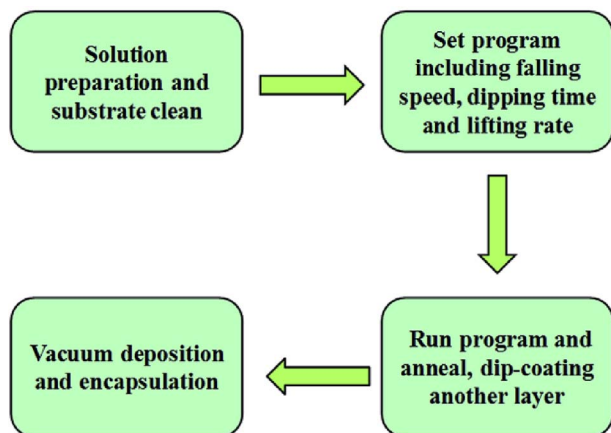 Solution
preparation and
substrate clean
Set program
including falling
speed, dipping time
and lifting rate
Run program and
anneal, dip-coating
another layer
Vacuum deposition
and encapsulation